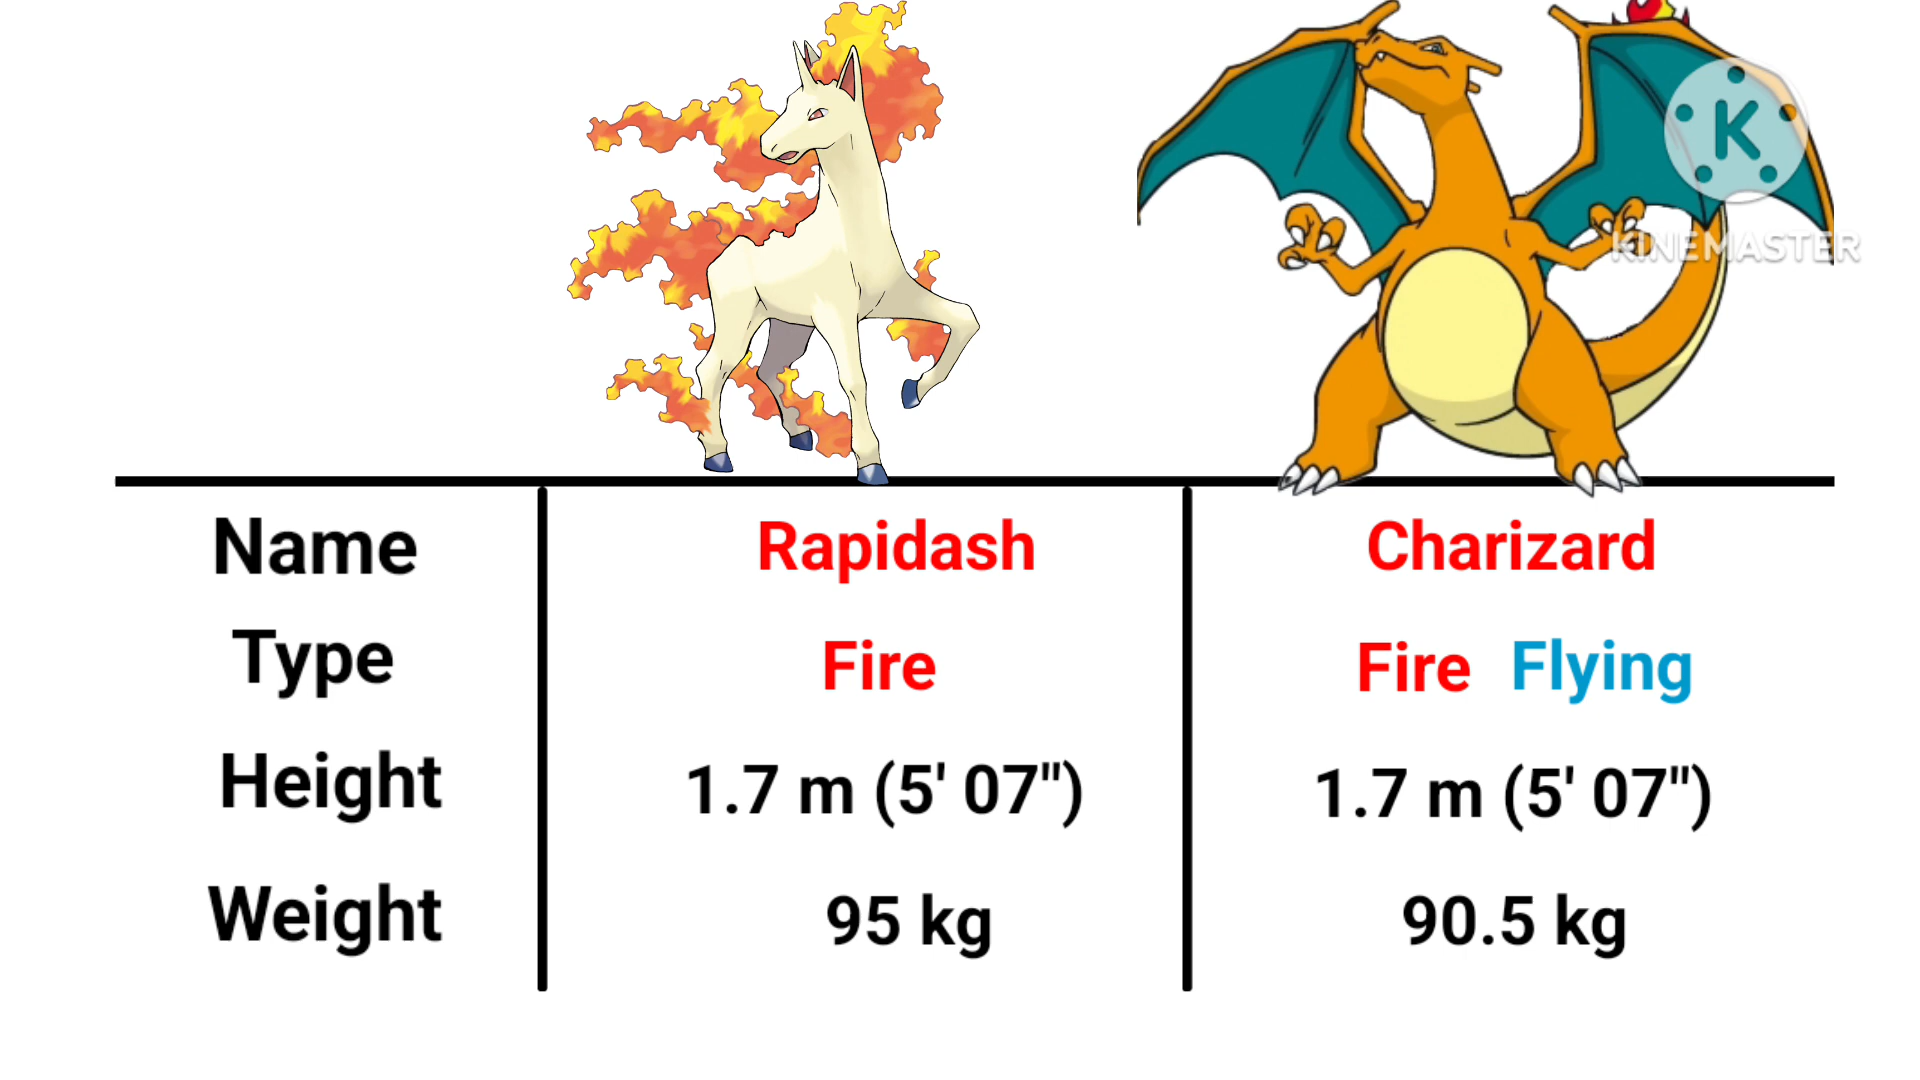 K
KINEMASTER
Name Rapidash Charizard
Type Fire Fire Flying
Height 1.7 m (5' 07") 1.7 m (5' 07")
Weight 95 kg 90.5 kg